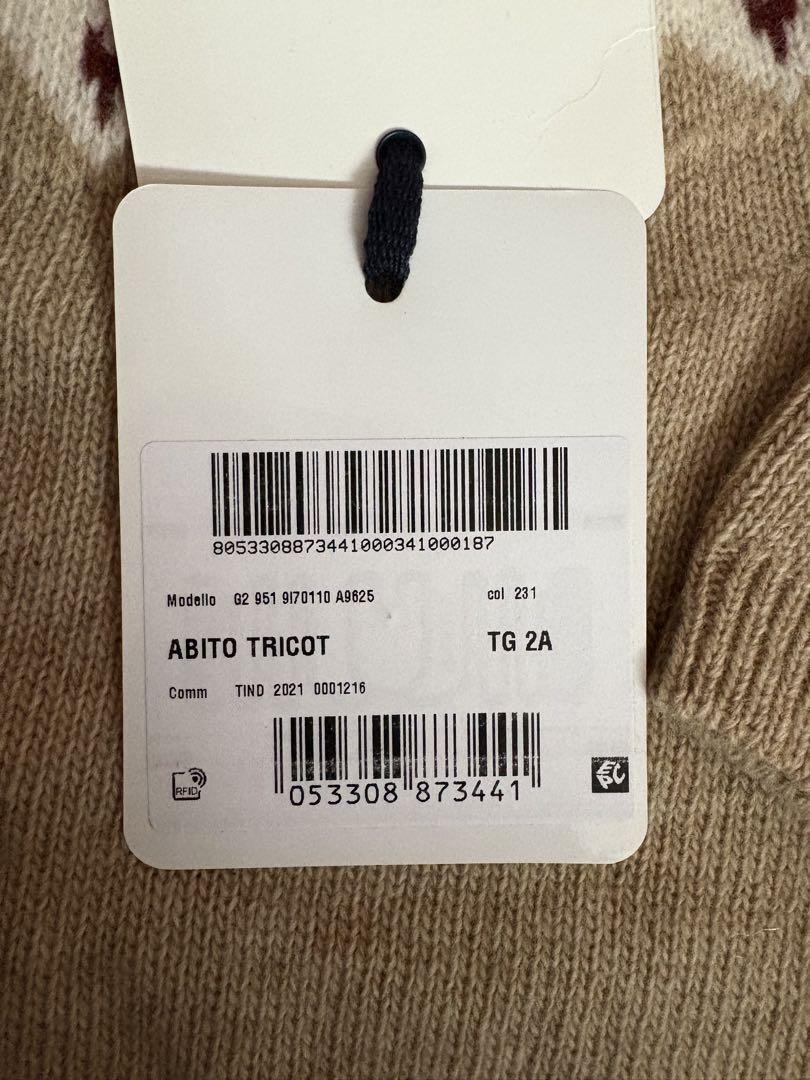 8053308873441000341000187
Modello G2 951 9I70110 A9625 col 231
ABITO TRICOT TG 2A
Comm TIND 2021 0001216
053308 873441
RFID
EPC